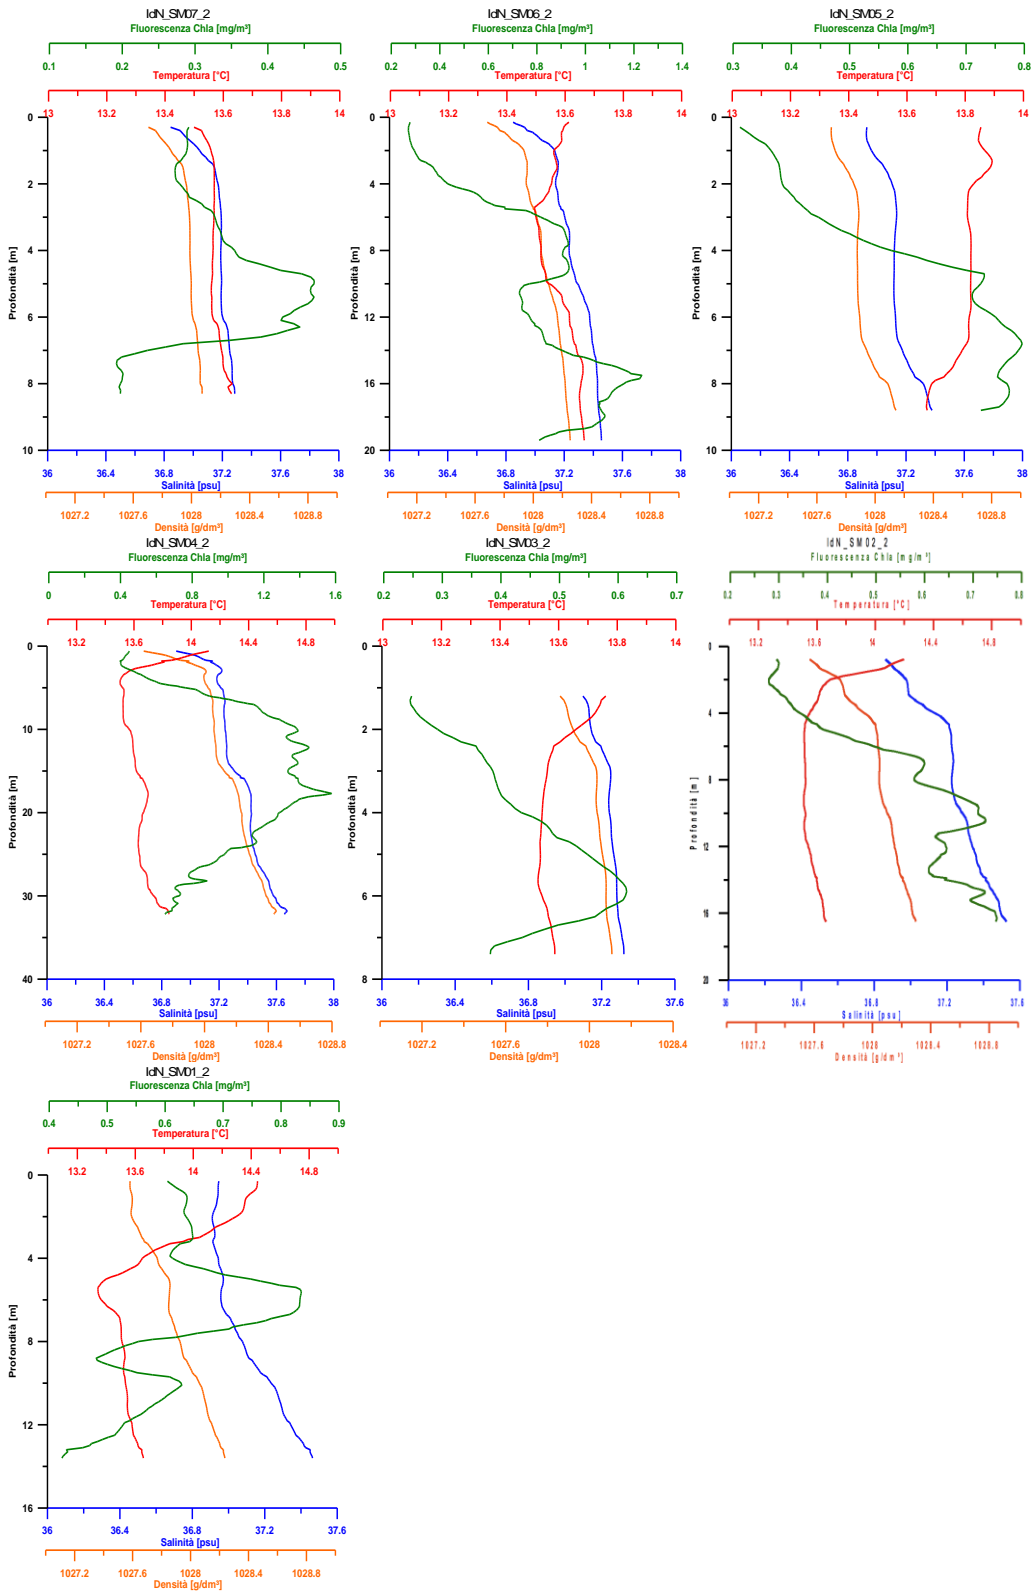 IdN_SM07_2
Fluorescenza Chla [mg/m³]
0.1 0.2 0.3 0.4 0.5
Temperatura [°C]
13 13.2 13.4 13.6 13.8 14
0
2
4
6
8
10
Profondità [m]
36 36.4 36.8 37.2 37.6 38
Salinità [psu]
1027.2 1027.6 1028 1028.4 1028.8
Densità [g/dm³]
IdN_SM06_2
Fluorescenza Chla [mg/m³]
0.2 0.4 0.6 0.8 1 1.2 1.4
Temperatura [°C]
13 13.2 13.4 13.6 13.8 14
0
4
8
12
16
20
Profondità [m]
36 36.4 36.8 37.2 37.6 38
Salinità [psu]
1027.2 1027.6 1028 1028.4 1028.8
Densità [g/dm³]
IdN_SM05_2
Fluorescenza Chla [mg/m³]
0.3 0.4 0.5 0.6 0.7 0.8
Temperatura [°C]
13 13.2 13.4 13.6 13.8 14
0
2
4
6
8
10
Profondità [m]
36 36.4 36.8 37.2 37.6 38
Salinità [psu]
1027.2 1027.6 1028 1028.4 1028.8
Densità [g/dm³]
IdN_SM04_2
Fluorescenza Chla [mg/m³]
0 0.4 0.8 1.2 1.6
Temperatura [°C]
13.2 13.6 14 14.4 14.8
0
10
20
30
40
Profondità [m]
36 36.4 36.8 37.2 37.6 38
Salinità [psu]
1027.2 1027.6 1028 1028.4 1028.8
Densità [g/dm³]
IdN_SM03_2
Fluorescenza Chla [mg/m³]
0.1 0.2 0.3 0.4 0.5 0.6 0.7
Temperatura [°C]
13 13.2 13.4 13.6 13.8 14
0
2
4
6
8
Profondità [m]
36 36.4 36.8 37.2 37.6
Salinità [psu]
1027.2 1027.6 1028 1028.4
Densità [g/dm³]
IdN_SM02_2
Fluorescenza Chla [mg/m³]
0.2 0.3 0.4 0.5 0.6 0.7 0.8
Temperatura [°C]
13.2 13.6 14 14.4 14.8
0
4
8
12
16
20
Profondità [m]
36 36.4 36.8 37.2 37.6
Salinità [psu]
1027.2 1027.6 1028 1028.4 1028.8
Densità [g/dm³]
IdN_SM01_2
Fluorescenza Chla [mg/m³]
0.4 0.5 0.6 0.7 0.8 0.9
Temperatura [°C]
13.2 13.6 14 14.4 14.8
0
4
8
12
16
Profondità [m]
36 36.4 36.8 37.2 37.6
Salinità [psu]
1027.2 1027.6 1028 1028.4 1028.8
Densità [g/dm³]